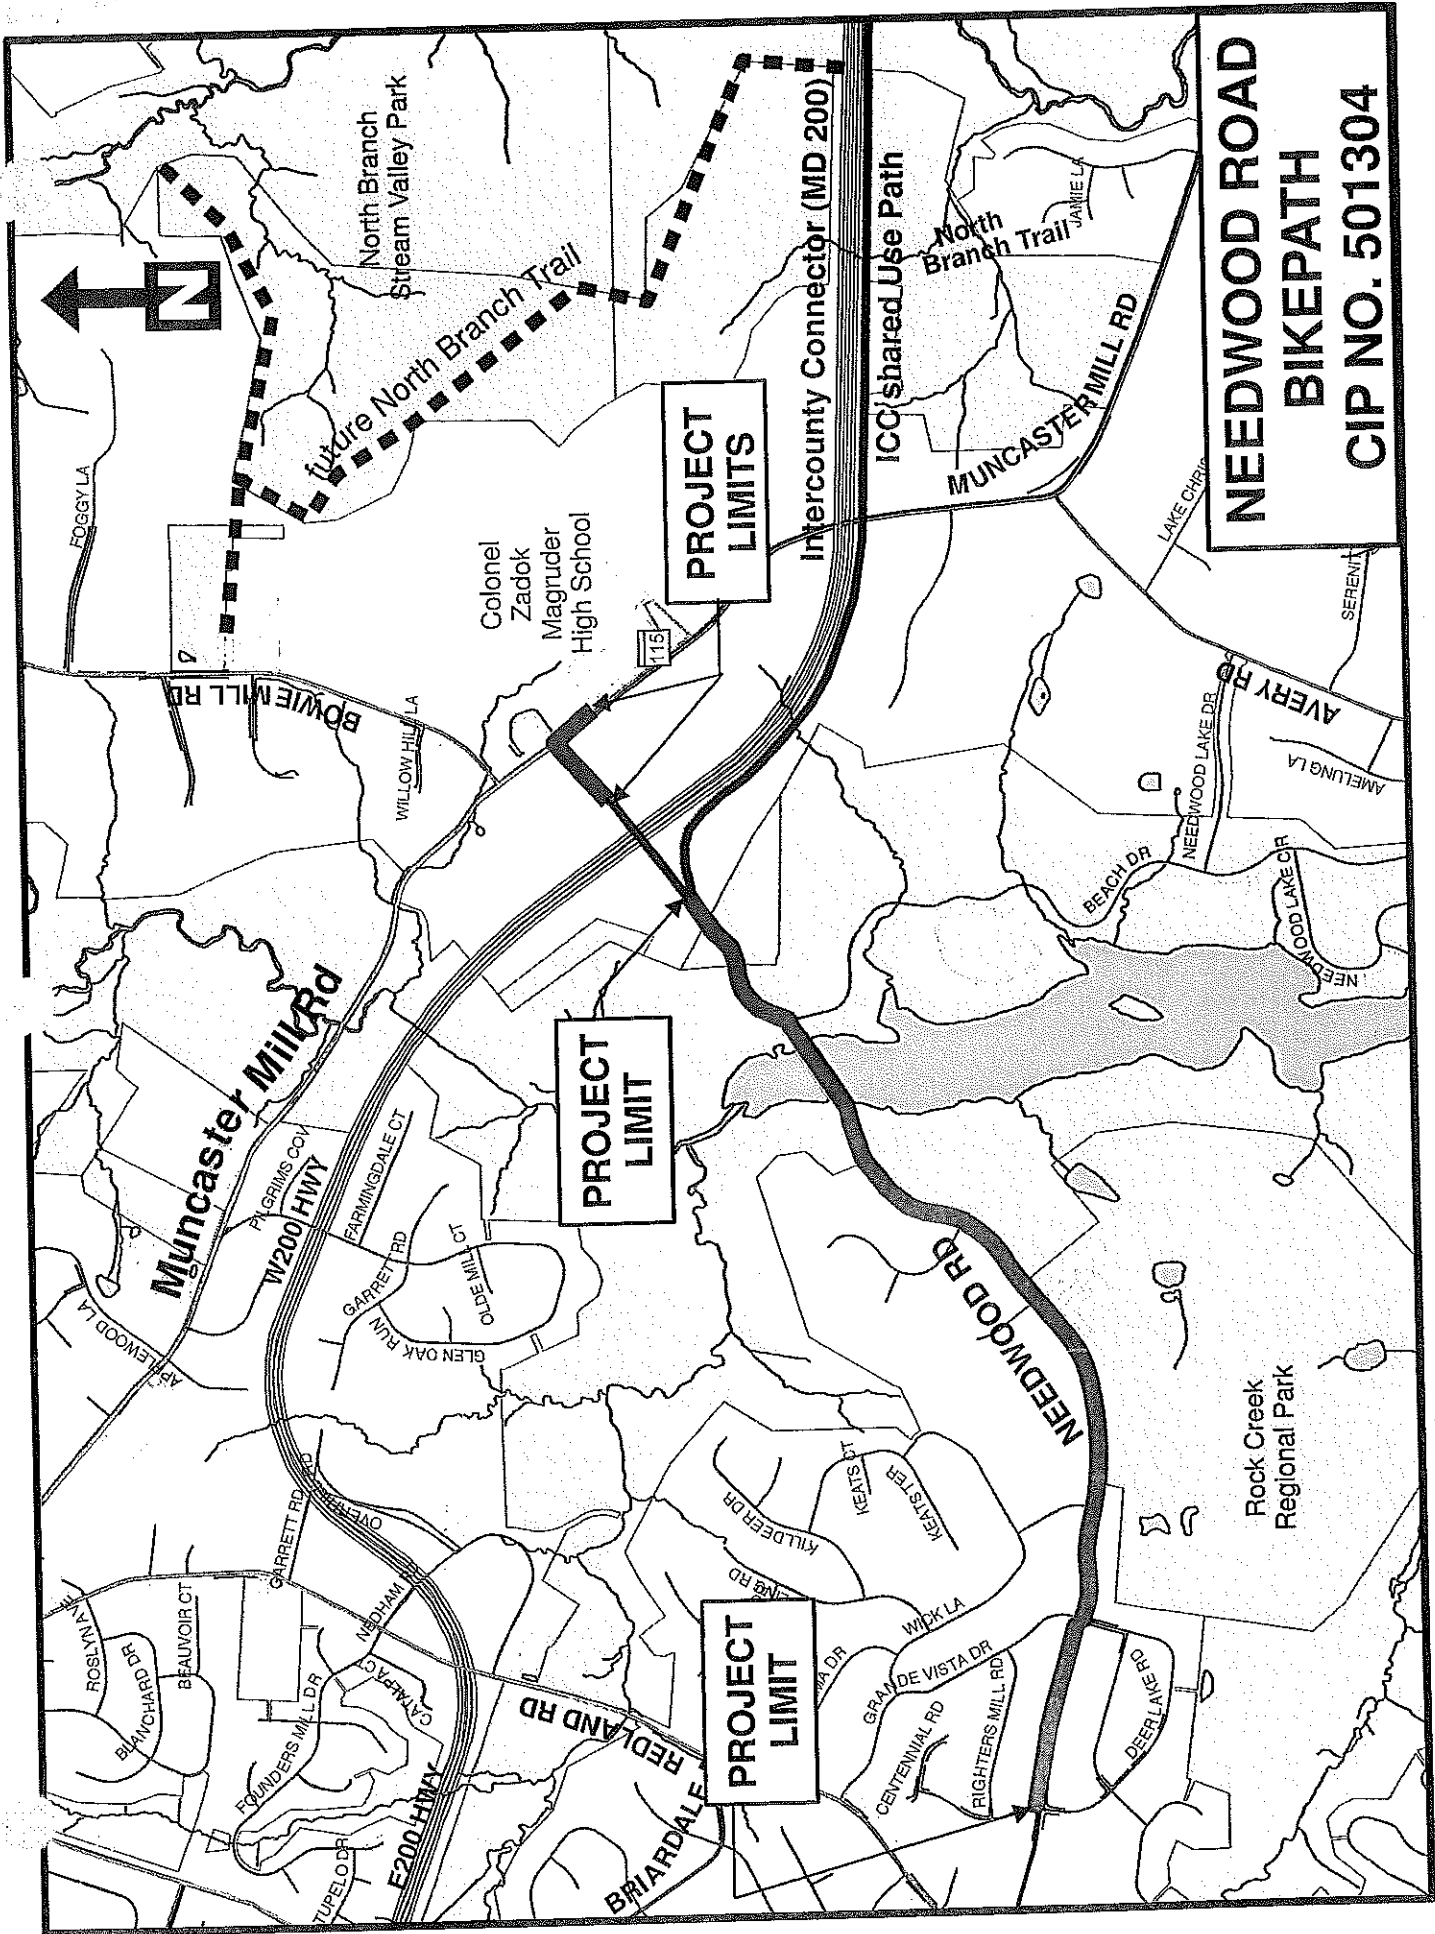 NEEDWOOD ROAD
BIKEPATH
CIP NO. 501304
N
North Branch
Stream Valley Park
future North Branch Trail
FOGGY LA
BOWIE MILL RD
WILLOW HILL LA
Colonel
Zadok
Magruder
High School
115
PROJECT
LIMITS
Intercounty Connector (MD 200)
ICC shared Use Path
North
Branch Trail
JAMIE LA
MUNCASTER MILL RD
LAKE CHRIS
SERENIT
AVERY RD
AMELUNG LA
NEEDWOOD LAKE DR
BEACH DR
NEEDWOOD LAKE CIR
Muncaster Mill Rd
PILGRIMS COV
W200 HWY
FARMINGDALE CT
GARRETT RD
OLDE MILL CT
GLEN OAK RUN
APPLEWOOD LA
PROJECT
LIMIT
NEEDWOOD RD
Rock Creek
Regional Park
KEATS CT
KEATS TER
KILLDEER DR
RD
WICK LA
GRANDE VISTA DR
CENTENNIAL RD
RIGHTERS MILL RD
DEER LAKE RD
MA DR
PROJECT
LIMIT
GARRETT RD
RD
NEEDHAM
CATALPA CT
ROSLYN AV
BLANCHARD DR
BEAUVOIR CT
FOUNDERS MILL DR
TUPELO DR
E200 HWY
REDLAND RD
BRIARDALE